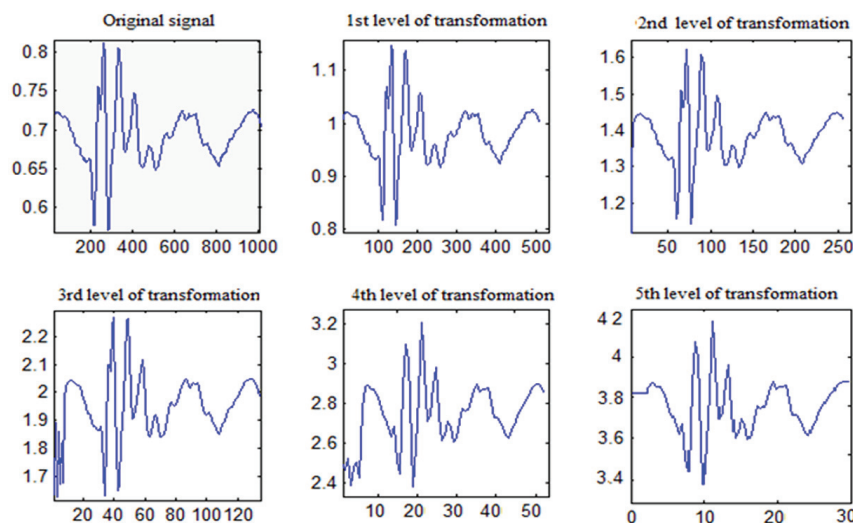 Original signal
1st level of transformation
2nd level of transformation
0.8
0.75
0.7
0.65
0.6
200 400 600 800 1000
1.1
1
0.9
0.8
100 200 300 400 500
1.6
1.5
1.4
1.3
1.2
50 100 150 200 250
3rd level of transformation
4th level of transformation
5th level of transformation
2.2
2.1
2
1.9
1.8
1.7
20 40 60 80 100 120
3.2
3
2.8
2.6
2.4
10 20 30 40 50
4 2
4
3.8
3.6
3.4
0 10 20 30